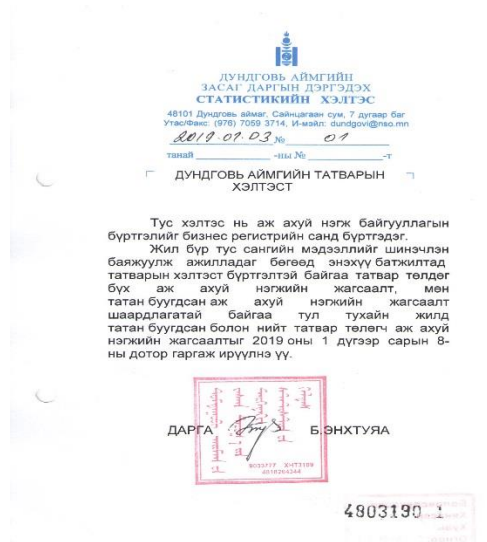 ДУНДГОВЬ АЙМГИЙН
ЗАСАГ ДАРГЫН ДЭРГЭДЭХ
СТАТИСТИКИЙН ХЭЛТЭС
48101 Дундговь аймаг, Сайнцагаан сум, 7 дугаар баг
Утас/Факс: (976) 7059 3714, И-мэйл: dundgovi@nso.mn
2019.01.03 № 01
танай ____________ -ны № ____________ -т
ДУНДГОВЬ АЙМГИЙН ТАТВАРЫН
ХЭЛТЭСТ
Тус хэлтэс нь аж ахуй нэгж байгууллагын
бүртгэлийг бизнес регистрийн санд бүртгэдэг.
Жил бүр тус сангийн мэдээллийг шинэчлэн
баяжуулж ажилладаг бөгөөд энэхүү батжилтад
татварын хэлтэст бүртгэлтэй байгаа татвар төлдөг
бүх аж ахуй нэгжийн жагсаалт, мөн
татан буугдсан аж ахуй нэгжийн жагсаалт
шаардлагатай байгаа тул тухайн жилд
татан буугдсан болон нийт татвар төлөгч аж ахуй
нэгжийн жагсаалтыг 2019 оны 1 дүгээр сарын 8-
ны дотор гаргаж ирүүлнэ үү.
ДАРГА Б.ЭНХТУЯА
4903190 1